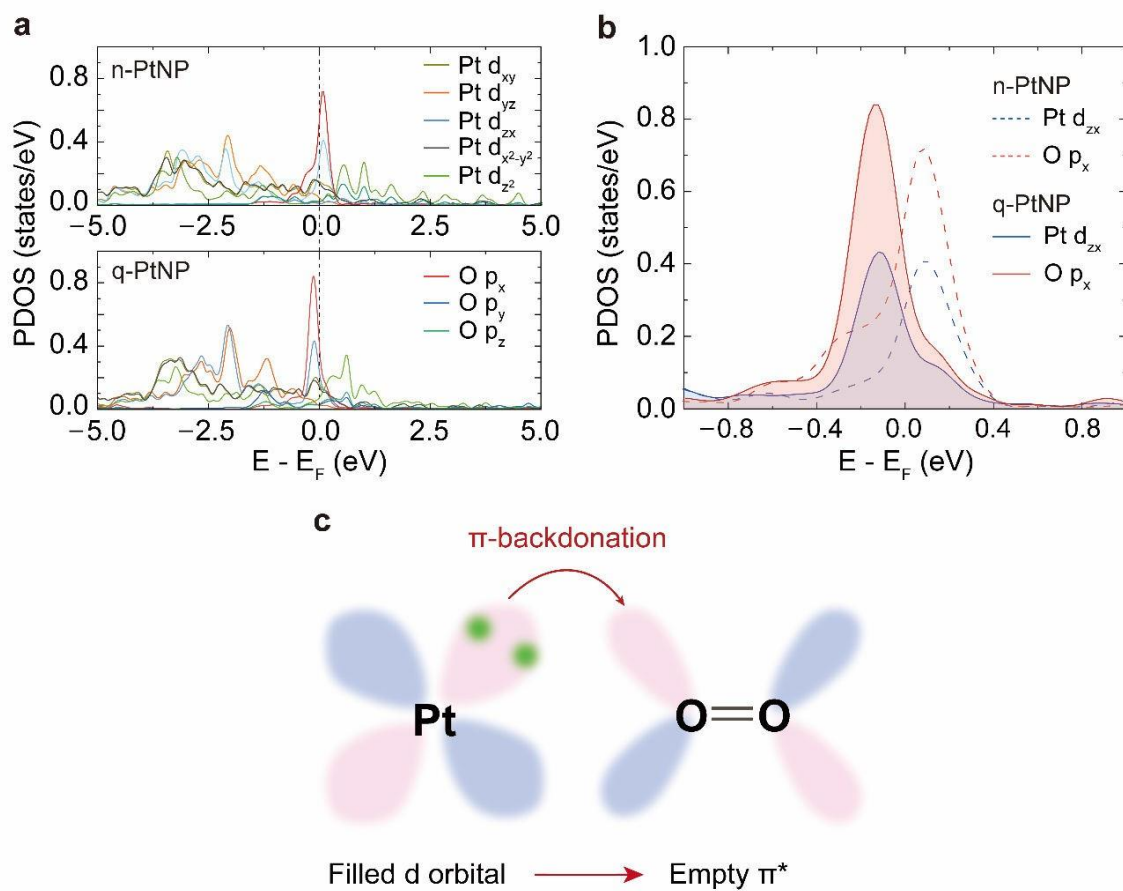 a
n-PtNP
Pt dxy
Pt dyz
Pt dzx
Pt dx²-y²
Pt dz²
0.8
0.4
0.0
−5.0 −2.5 0.0 2.5 5.0
q-PtNP
O px
O py
O pz
0.8
0.4
0.0
−5.0 −2.5 0.0 2.5 5.0
PDOS (states/eV)
E - EF (eV)
b
1.0
0.8
0.6
0.4
0.2
0.0
PDOS (states/eV)
n-PtNP
Pt dzx
O px
q-PtNP
Pt dzx
O px
−0.8 −0.4 0.0 0.4 0.8
E - EF (eV)
c
π-backdonation
Pt
O=O
Filled d orbital
Empty π*